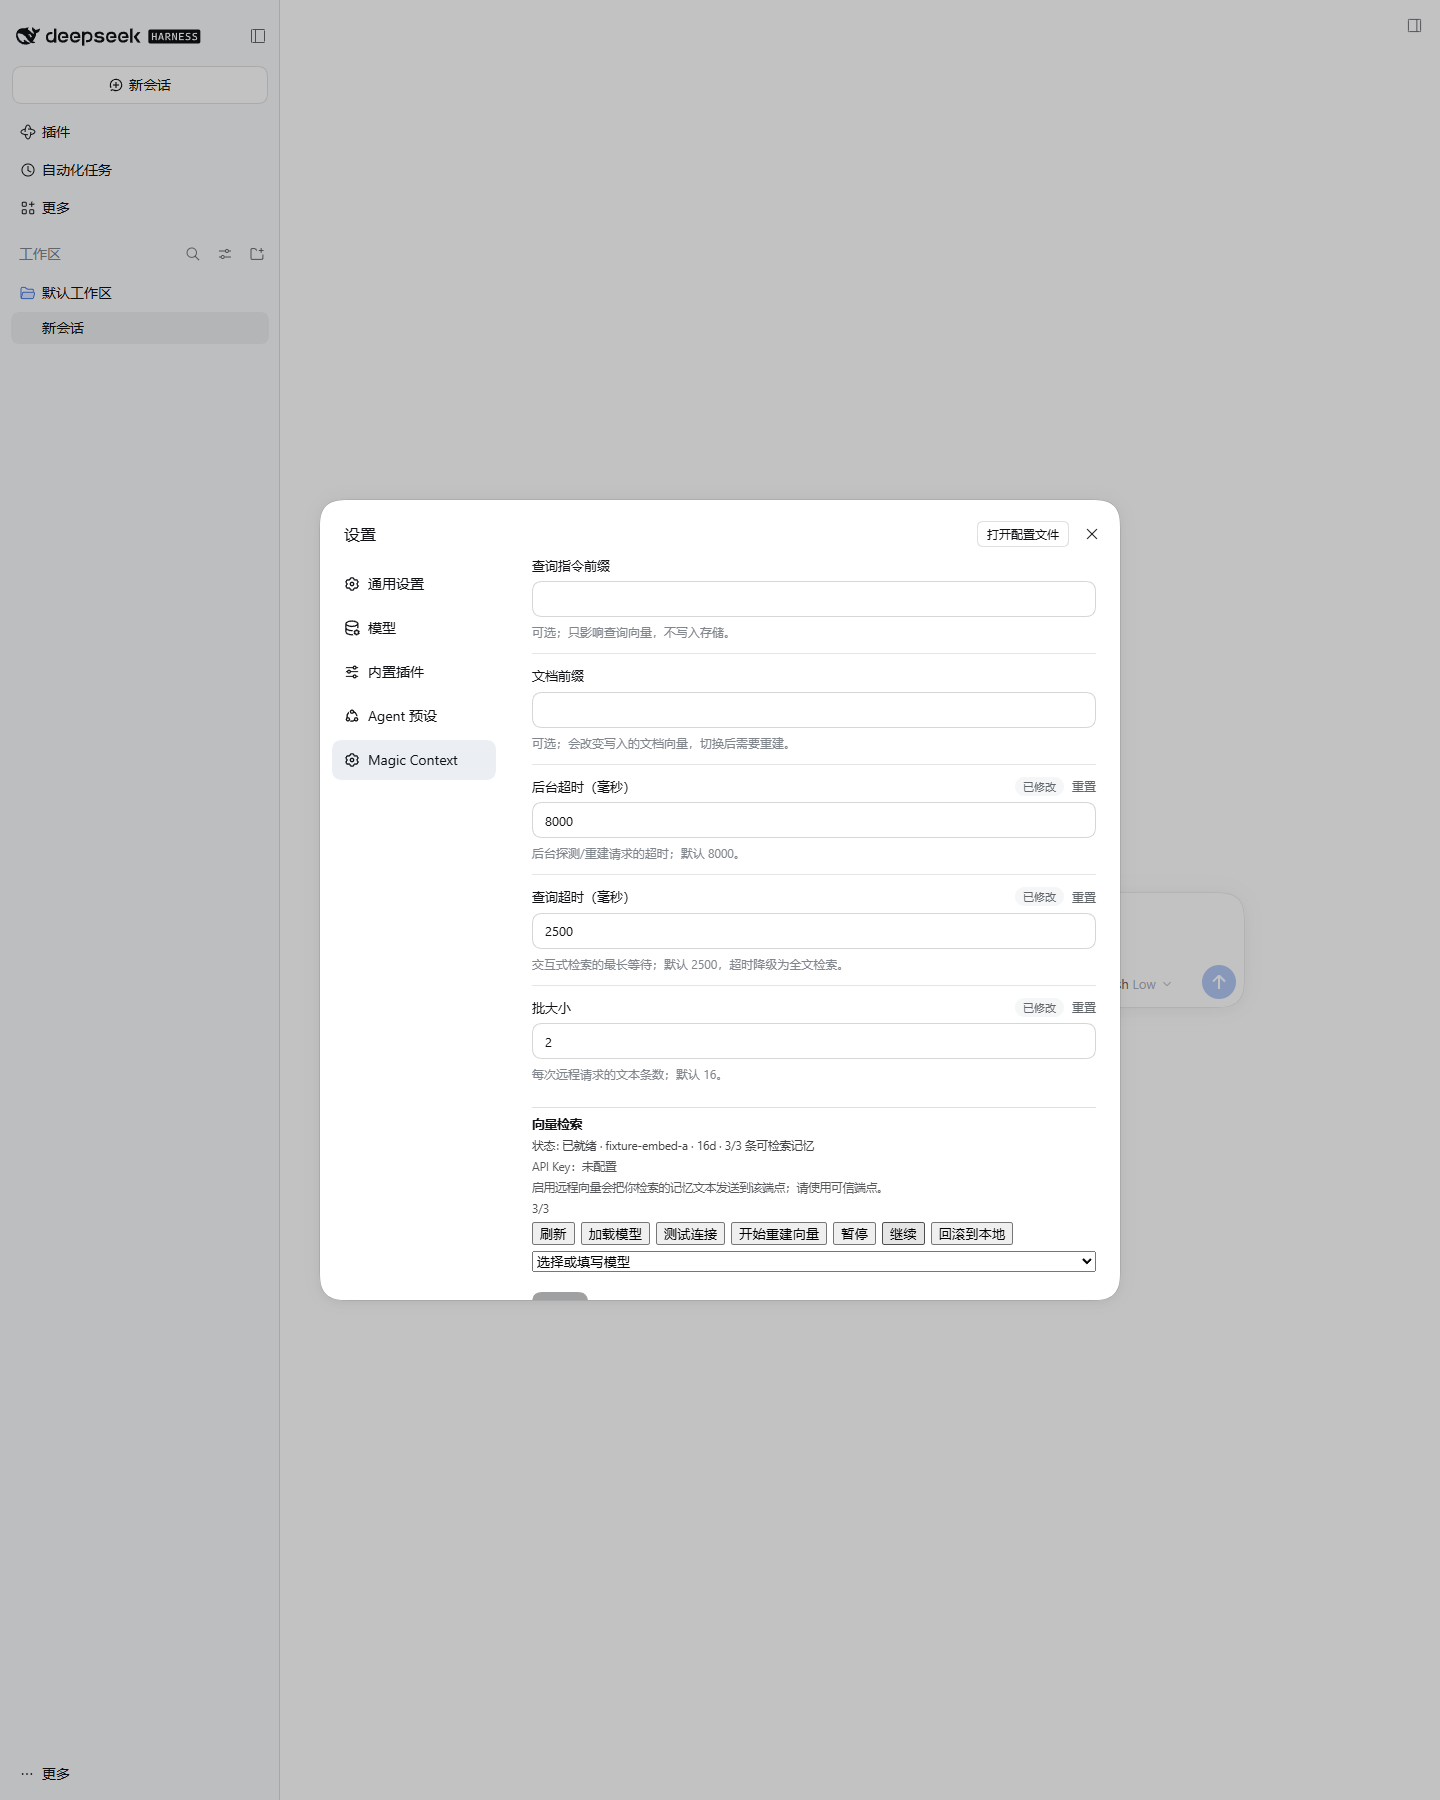 deepseek HARNESS
新会话
插件
自动化任务
更多
工作区
默认工作区
新会话
设置
打开配置文件
通用设置
模型
内置插件
Agent 预设
Magic Context
查询指令前缀
可选；只影响查询向量，不写入存储。
文档前缀
可选；会改变写入的文档向量，切换后需要重建。
后台超时（毫秒）
已修改 重置
8000
后台探测/重建请求的超时；默认 8000。
查询超时（毫秒）
已修改 重置
2500
交互式检索的最长等待；默认 2500，超时降级为全文检索。
批大小
已修改 重置
2
每次远程请求的文本条数；默认 16。
向量检索
状态: 已就绪 · fixture-embed-a · 16d · 3/3 条可检索记忆
API Key：未配置
启用远程向量会把你检索的记忆文本发送到该端点；请使用可信端点。
3/3
刷新 加载模型 测试连接 开始重建向量 暂停 继续 回滚到本地
选择或填写模型
Low
更多